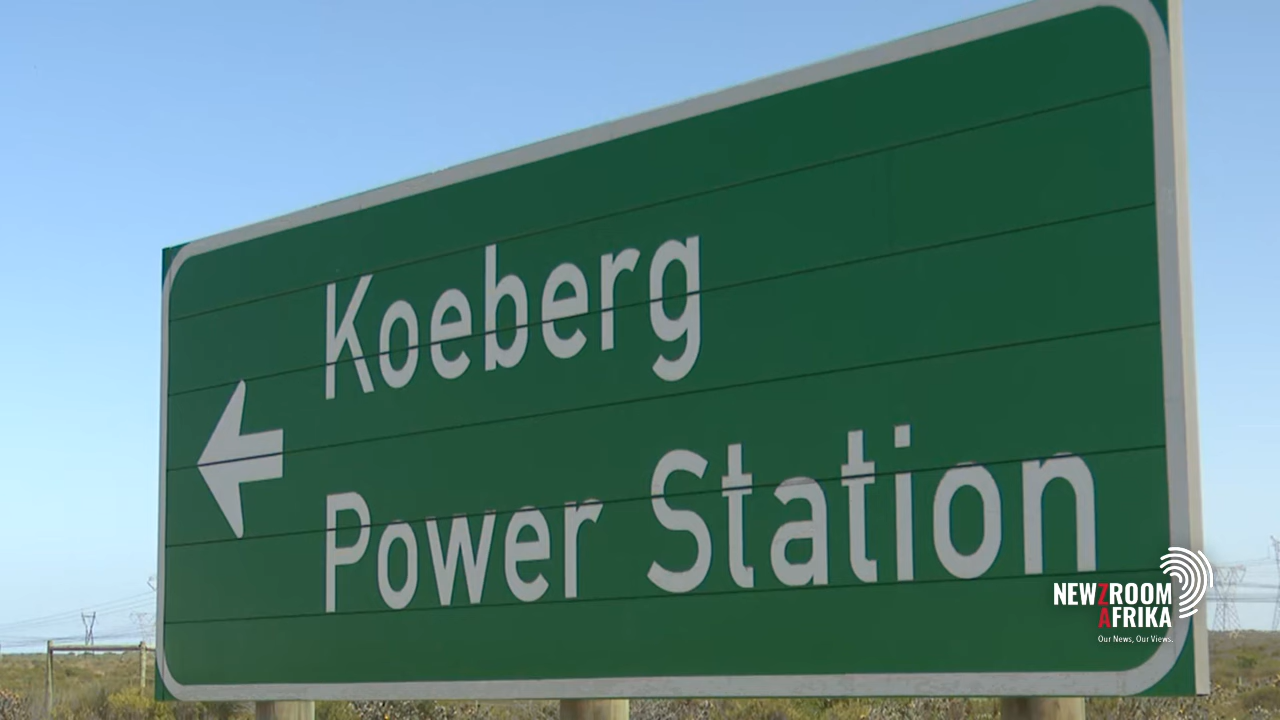 Koeberg
Power Station
NEWZROOM
AFRIKA
Our News, Our Views.